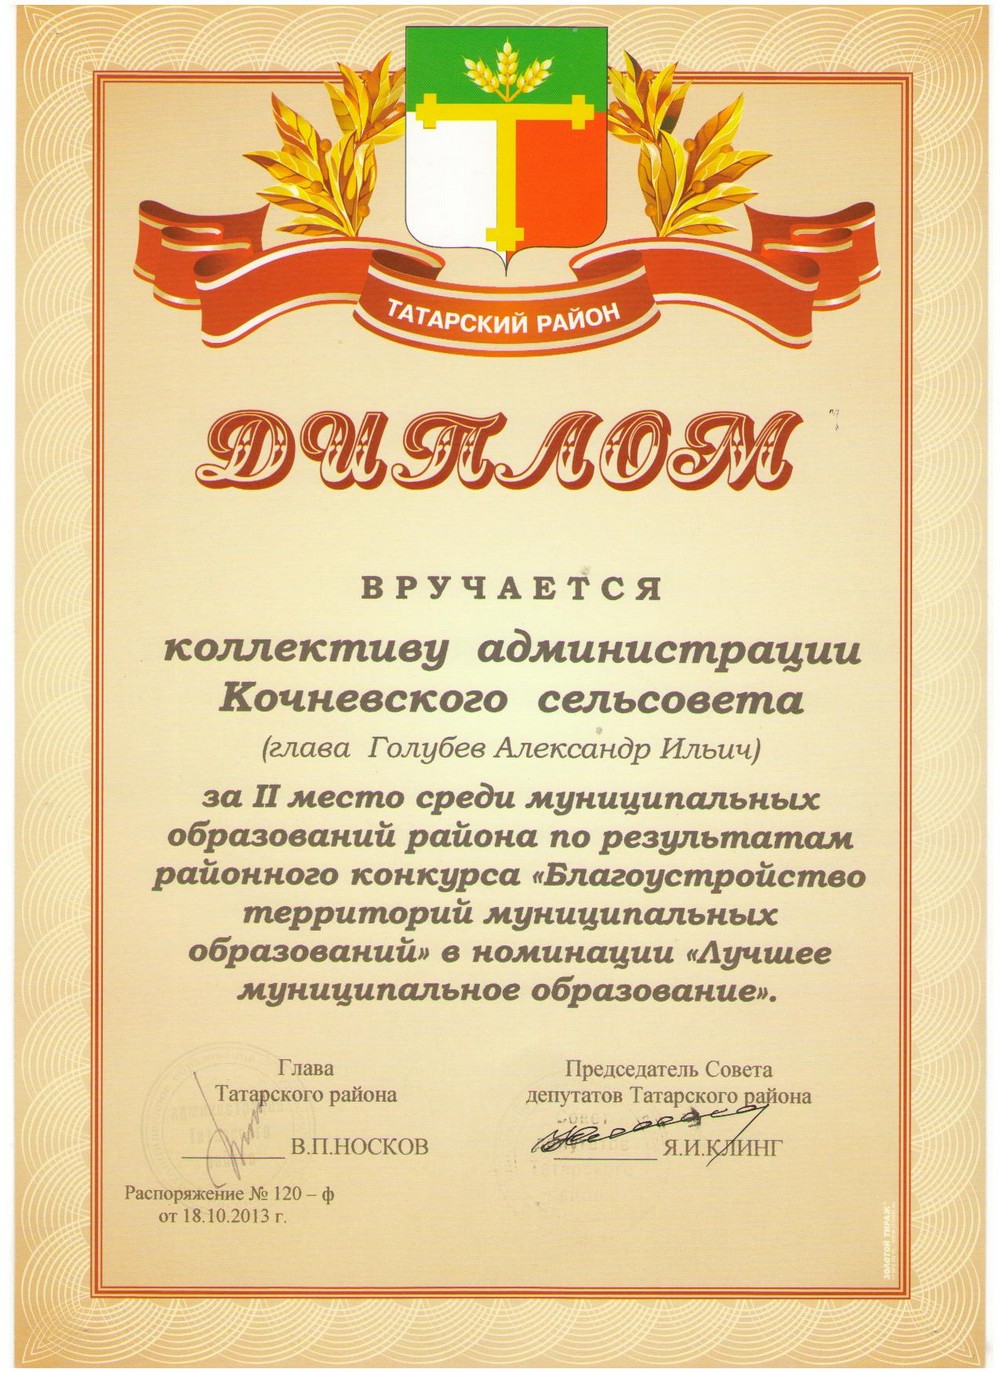 ТАТАРСКИЙ РАЙОН
ДИПЛОМ
ВРУЧАЕТСЯ
коллективу администрации
Кочневского сельсовета
(глава Голубев Александр Ильич)
за II место среди муниципальных
образований района по результатам
районного конкурса «Благоустройство
территорий муниципальных
образований» в номинации «Лучшее
муниципальное образование».
Глава
Татарского района
В.П.НОСКОВ
Председатель Совета
депутатов Татарского района
Я.И.КЛИНГ
Распоряжение № 120 – ф
от 18.10.2013 г.
ЗОЛОТОЙ ТИРАЖ